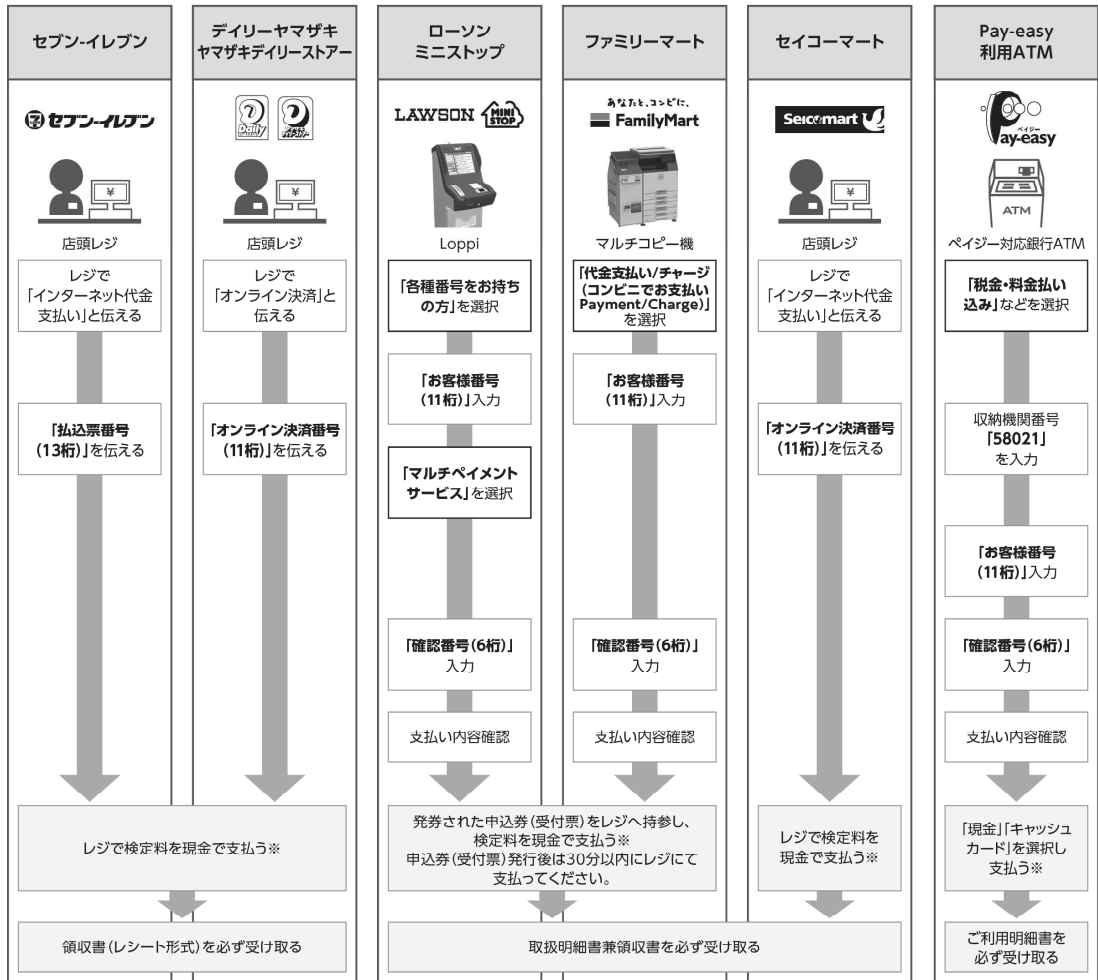 セブン-イレブン
デイリーヤマザキ
ヤマザキデイリーストアー
ローソン
ミニストップ
ファミリーマート
セイコーマート
Pay-easy
利用ATM
セブン-イレブン
Daily
LAWSON
MINI
STOP
あなたと、コンビに、
FamilyMart
Seicomart
ペイジー
Pay-easy
¥
¥
¥
ATM
店頭レジ
店頭レジ
Loppi
マルチコピー機
店頭レジ
ペイジー対応銀行ATM
レジで
「インターネット代金
支払い」と伝える
レジで
「オンライン決済」と
伝える
「各種番号をお持ち
の方」を選択
「代金支払い/チャージ
(コンビニでお支払い
Payment/Charge)」
を選択
レジで
「インターネット代金
支払い」と伝える
「税金・料金払い
込み」などを選択
「お客様番号
(11桁)」入力
「お客様番号
(11桁)」入力
「払込票番号
(13桁)」を伝える
「オンライン決済番号
(11桁)」を伝える
「マルチペイメント
サービス」を選択
「オンライン決済番号
(11桁)」を伝える
収納機関番号
「58021」
を入力
「お客様番号
(11桁)」入力
「確認番号(6桁)」
入力
「確認番号(6桁)」
入力
「確認番号(6桁)」
入力
支払い内容確認
支払い内容確認
支払い内容確認
レジで検定料を現金で支払う※
発券された申込券(受付票)をレジへ持参し、
検定料を現金で支払う※
申込券(受付票)発行後は30分以内にレジにて
支払ってください。
レジで検定料を
現金で支払う※
「現金」「キャッシュ
カード」を選択し
支払う※
領収書(レシート形式)を必ず受け取る
取扱明細書兼領収書を必ず受け取る
ご利用明細書を
必ず受け取る